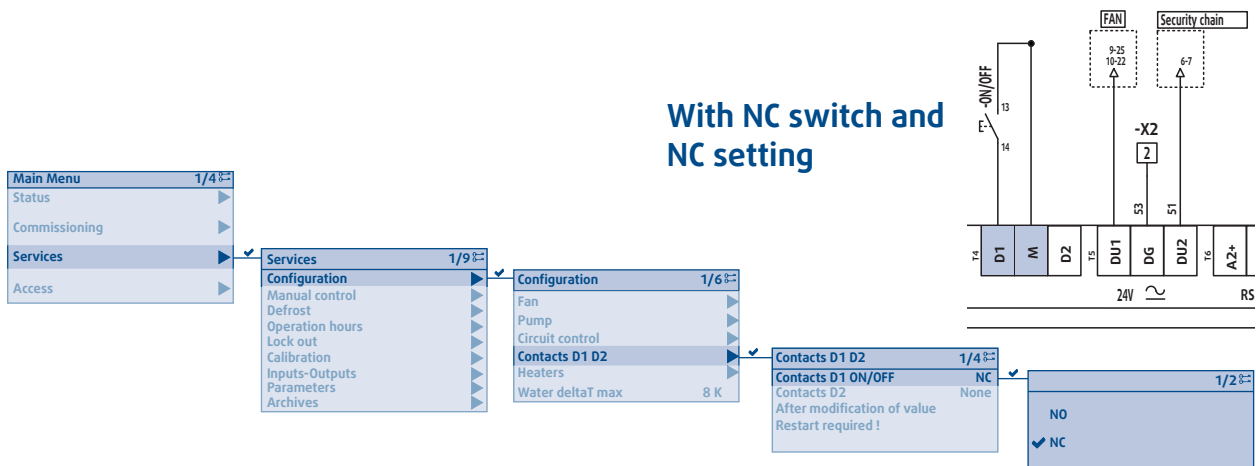 FAN
Security chain
9-25
10-22
6-7
-ON/OFF
13
E--
14
-X2
2
53
51
With NC switch and
NC setting
T4
D1
M
D2
T5
DU1
DG
DU2
T6
A2+
24V
RS
Main Menu 1/4
Status
Commissioning
Services
Access
Services 1/9
Configuration
Manual control
Defrost
Operation hours
Lock out
Calibration
Inputs-Outputs
Parameters
Archives
Configuration 1/6
Fan
Pump
Circuit control
Contacts D1 D2
Heaters
Water deltaT max 8 K
Contacts D1 D2 1/4
Contacts D1 ON/OFF NC
Contacts D2 None
After modification of value
Restart required !
1/2
NO
NC